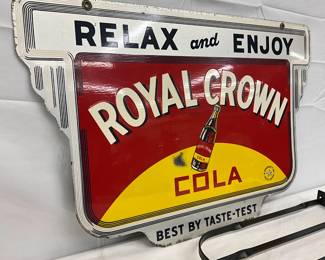 RELAX and ENJOY
ROYAL CROWN
COLA
BEST BY TASTE-TEST